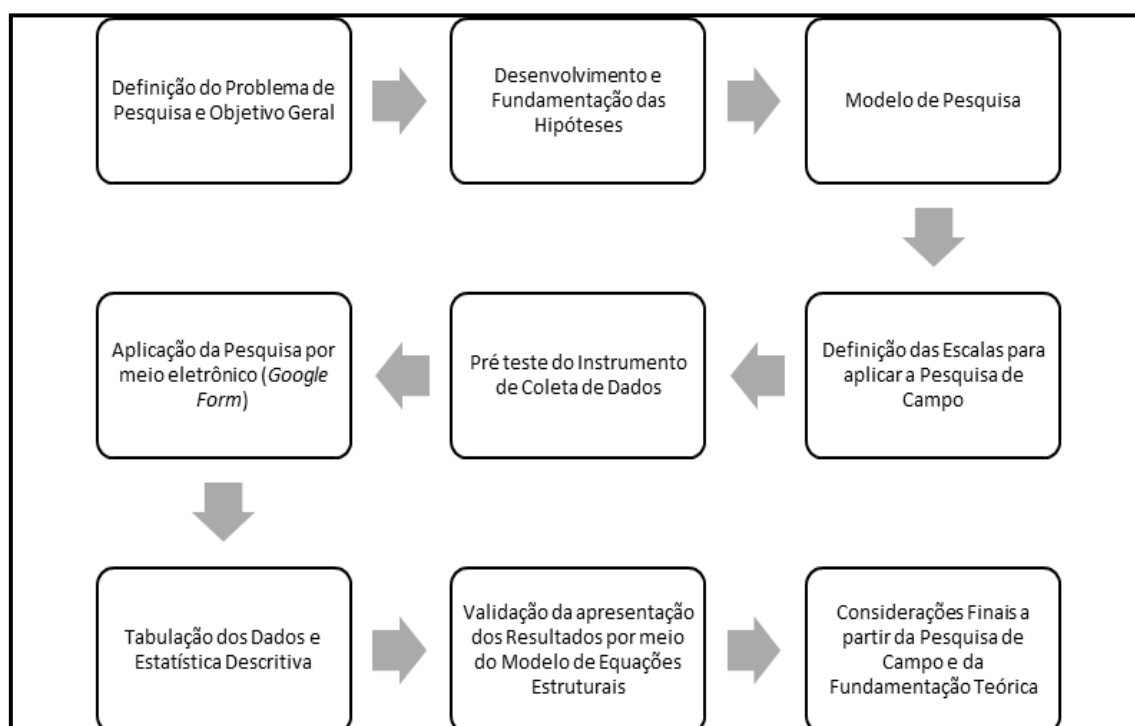 Definição do Problema de
Pesquisa e Objetivo Geral
Desenvolvimento e
Fundamentação das
Hipóteses
Modelo de Pesquisa
Definição das Escalas para
aplicar a Pesquisa de
Campo
Pré teste do Instrumento
de Coleta de Dados
Aplicação da Pesquisa por
meio eletrônico (Google
Form)
Tabulação dos Dados e
Estatística Descritiva
Validação da apresentação
dos Resultados por meio
do Modelo de Equações
Estruturais
Considerações Finais a
partir da Pesquisa de
Campo e da
Fundamentação Teórica